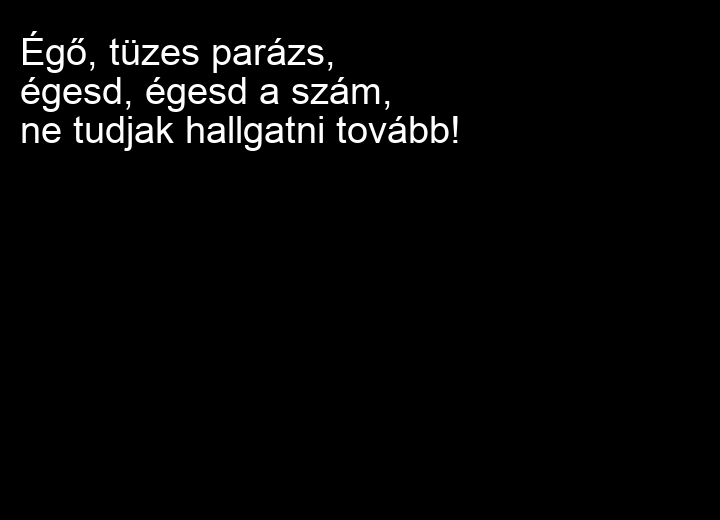 Égő, tüzes parázs,
égesd, égesd a szám,
ne tudjak hallgatni tovább!